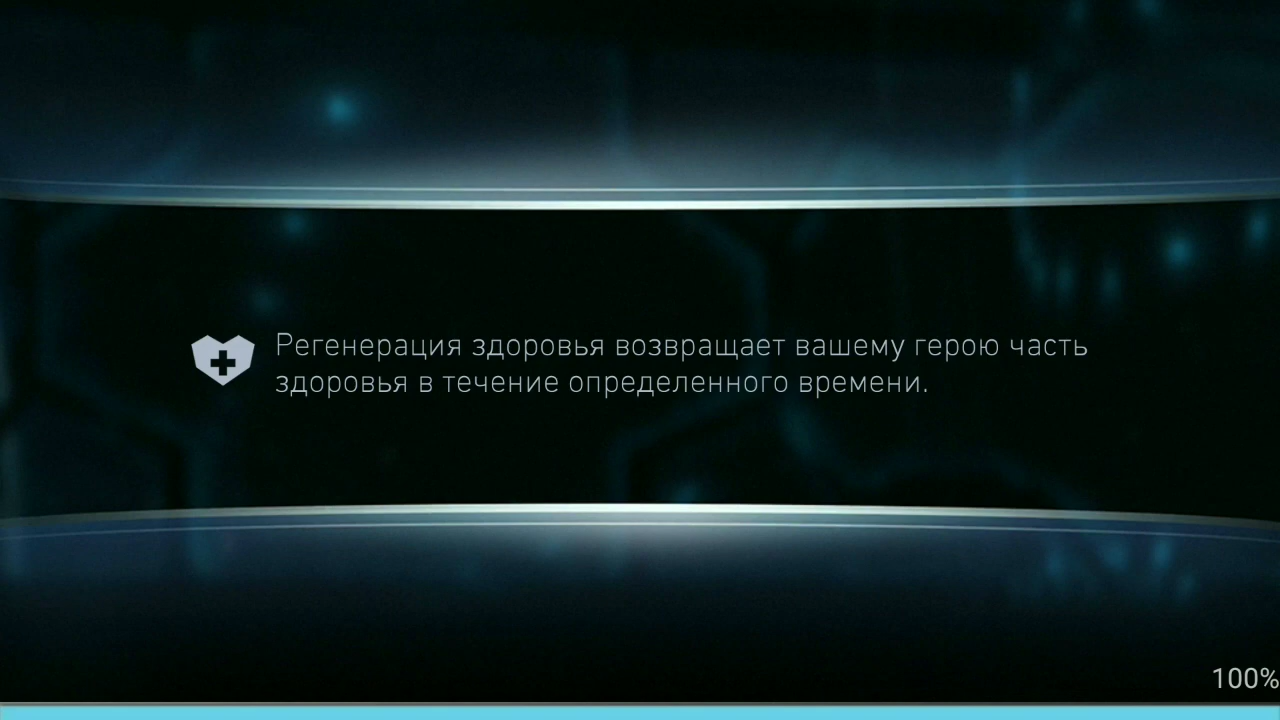 Регенерация здоровья возвращает вашему герою часть
здоровья в течение определенного времени.
100%